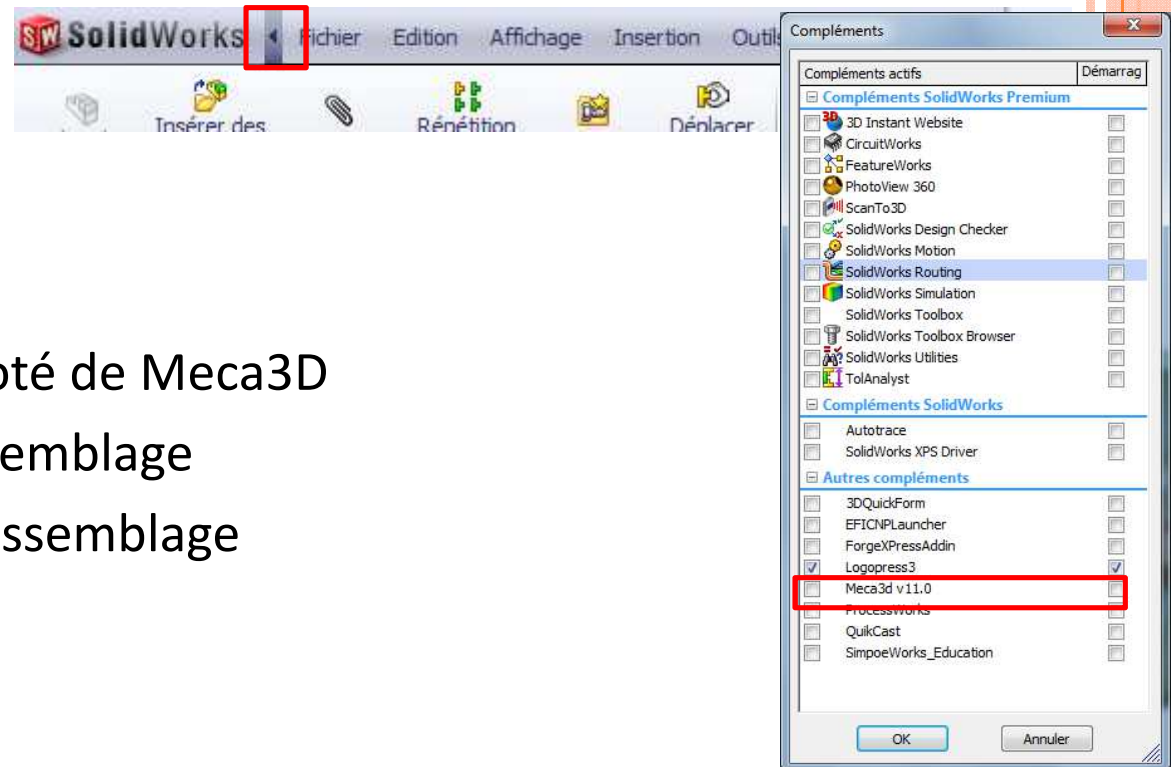 SolidWorks Fichier Edition Affichage Insertion Outils
Insérer des Répétition Déplacer
oté de Meca3D
emblage
ssemblage
Compléments
Compléments actifs Démarrag
Compléments SolidWorks Premium
3D Instant Website
CircuitWorks
FeatureWorks
PhotoView 360
ScanTo3D
SolidWorks Design Checker
SolidWorks Motion
SolidWorks Routing
SolidWorks Simulation
SolidWorks Toolbox
SolidWorks Toolbox Browser
SolidWorks Utilities
TolAnalyst
Compléments SolidWorks
Autotrace
SolidWorks XPS Driver
Autres compléments
3DQuickForm
EFICNPLauncher
ForgeXPressAddin
Logopress3
Meca3d v11.0
ProcessWorks
QuikCast
SimpoeWorks_Education
OK Annuler